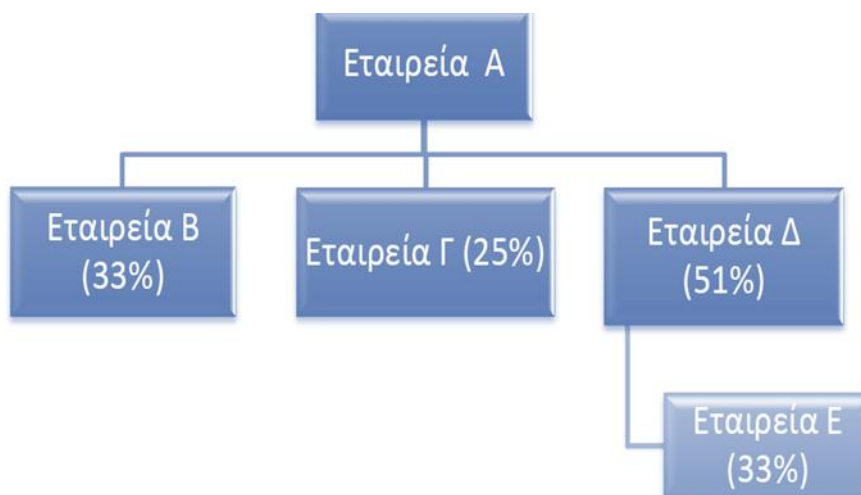 Εταιρεία Α
Εταιρεία Β
(33%)
Εταιρεία Γ (25%)
Εταιρεία Δ
(51%)
Εταιρεία Ε
(33%)